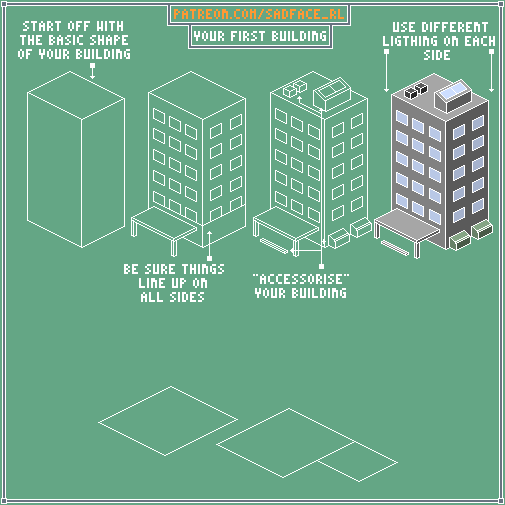 PATREON.COM/SADFACE_RL
YOUR FIRST BUILDING
START OFF WITH
THE BASIC SHAPE
OF YOUR BUILDING
USE DIFFERENT
LIGTHING ON EACH
SIDE
BE SURE THINGS
LINE UP ON
ALL SIDES
"ACCESSORISE"
YOUR BUILDING